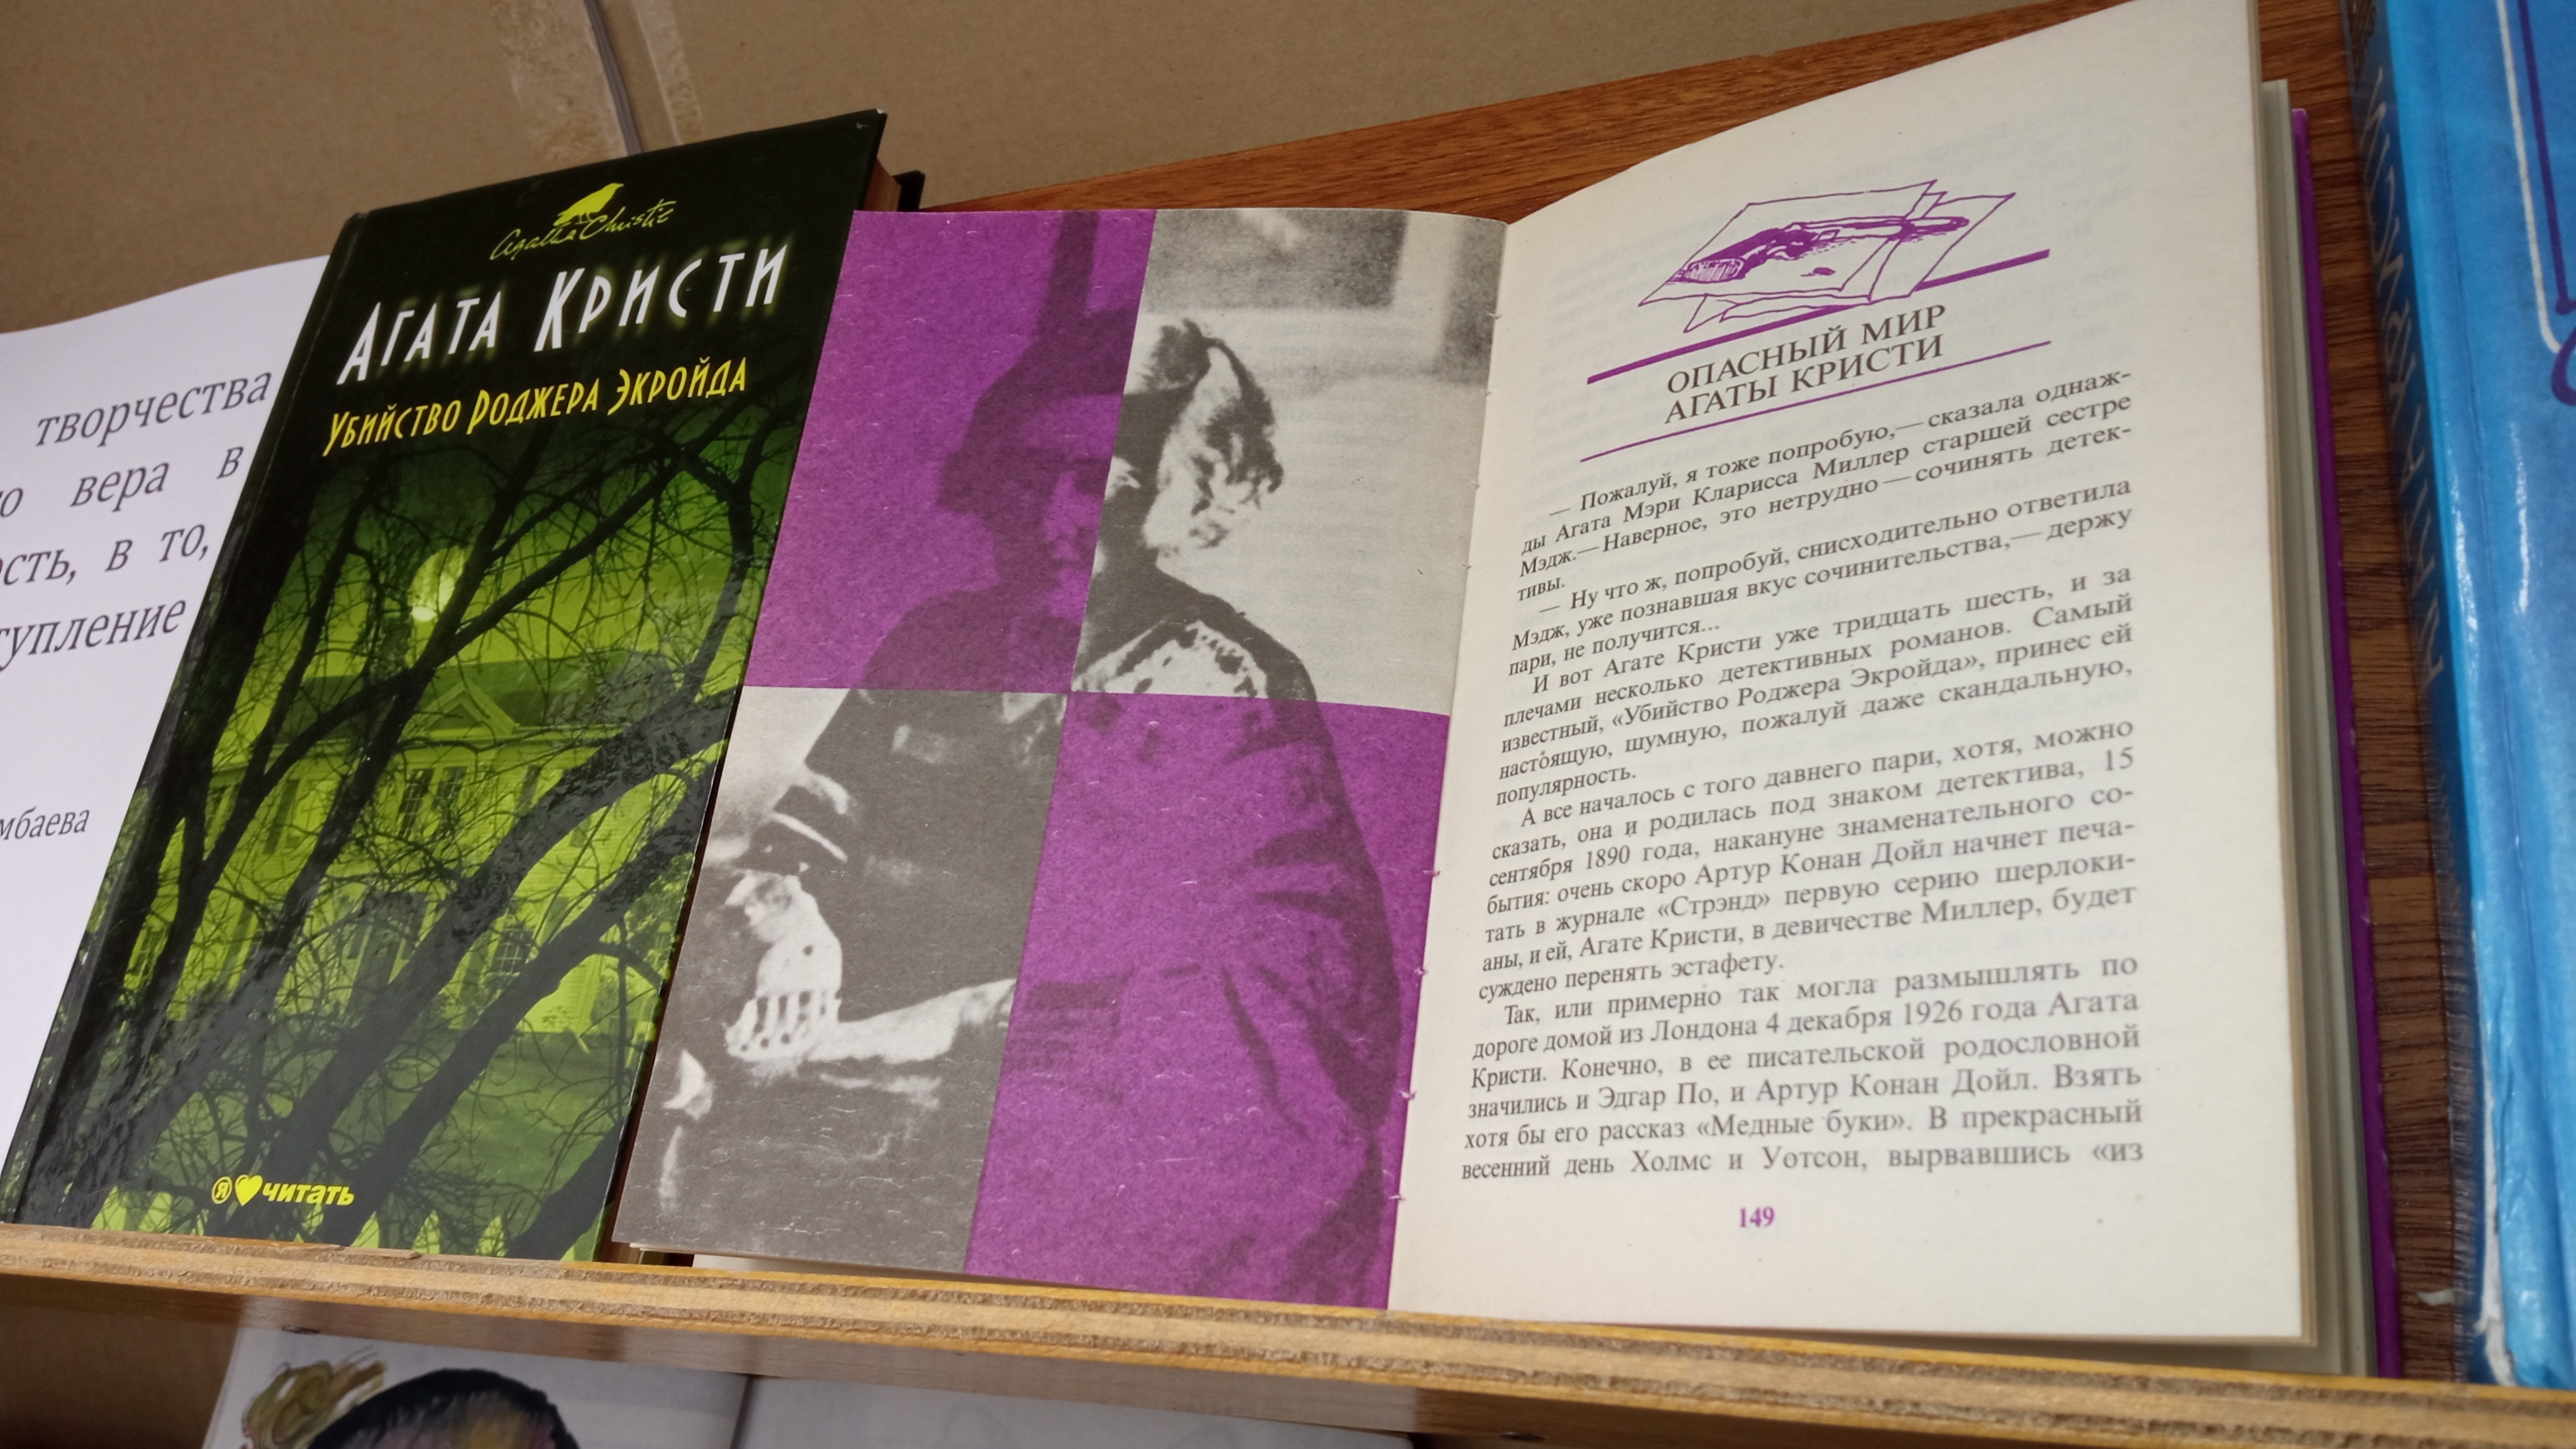 творчества
вера в
в то,
Agatha Christie
АГАТА КРИСТИ
УБИЙСТВО РОДЖЕРА ЭКРОЙДА
Я читать
ОПАСНЫЙ МИР
АГАТЫ КРИСТИ
— Пожалуй, я тоже попробую,— сказала однаж-
ды Агата Мэри Кларисса Миллер старшей сестре
Мэдж.— Наверное, это нетрудно — сочинять детек-
тивы.
— Ну что ж, попробуй, снисходительно ответила
Мэдж, уже познавшая вкус сочинительства,— держу
пари, не получится...
И вот Агате Кристи уже тридцать шесть, и за
плечами несколько детективных романов. Самый
известный, «Убийство Роджера Экройда», принес ей
настоящую, шумную, пожалуй даже скандальную,
популярность.
А все началось с того давнего пари, хотя, можно
сказать, она и родилась под знаком детектива, 15
сентября 1890 года, накануне знаменательного со-
бытия: очень скоро Артур Конан Дойл начнет печа-
тать в журнале «Стрэнд» первую серию шерлоки-
аны, и ей, Агате Кристи, в девичестве Миллер, будет
суждено перенять эстафету.
Так, или примерно так могла размышлять по
дороге домой из Лондона 4 декабря 1926 года Агата
Кристи. Конечно, в ее писательской родословной
значились и Эдгар По, и Артур Конан Дойл. Взять
хотя бы его рассказ «Медные буки». В прекрасный
весенний день Холмс и Уотсон, вырвавшись «из
149